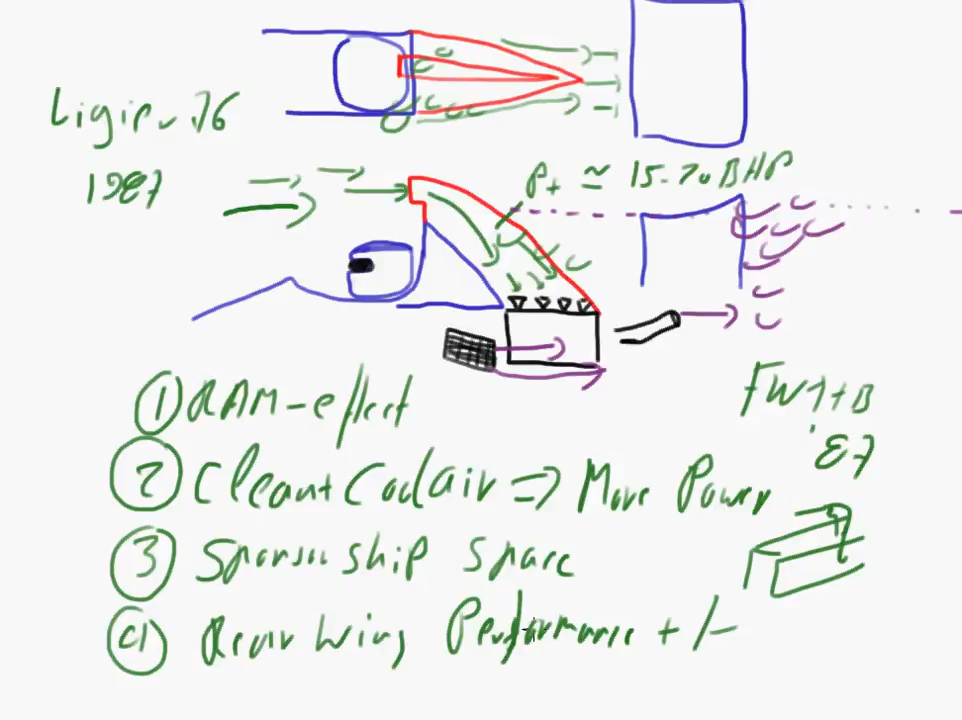 Ligier J76
1987
P+ ≃ 15-20 BHP
① RAM-effect
② Clean + Cool air => More Power
③ Sponsorship Space
④ Rear Wing Performance +/-
FW11B
'87